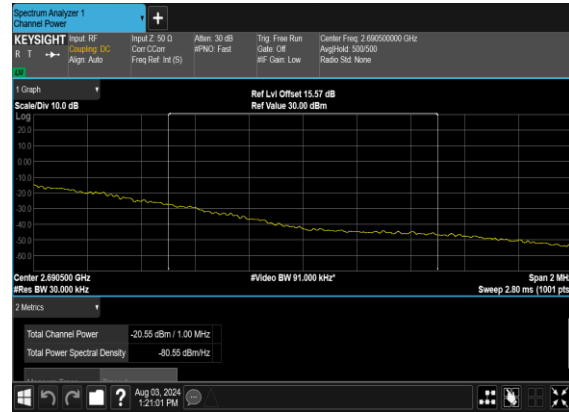 Spectrum Analyzer 1
Channel Power
+
KEYSIGHT Input: RF Input Z: 50 Ω Atten: 30 dB Trig: Free Run Center Freq: 2.690500000 GHz
R T Coupling: DC Corr CCorr #PNO: Fast Gate: Off Avg|Hold: 500/500
Align: Auto Freq Ref: Int (S) #IF Gain: Low Radio Std: None
1 Graph
Ref Lvl Offset 15.57 dB
Scale/Div 10.0 dB Ref Value 30.00 dBm
Log
20.0
10.0
0.00
-10.0
-20.0
-30.0
-40.0
-50.0
-60.0
Center 2.690500 GHz #Video BW 91.000 kHz* Span 2 MHz
#Res BW 30.000 kHz Sweep 2.80 ms (1001 pts
2 Metrics
Total Channel Power -20.55 dBm / 1.00 MHz
Total Power Spectral Density -80.55 dBm/Hz
?
Aug 03, 2024
1:21:01 PM